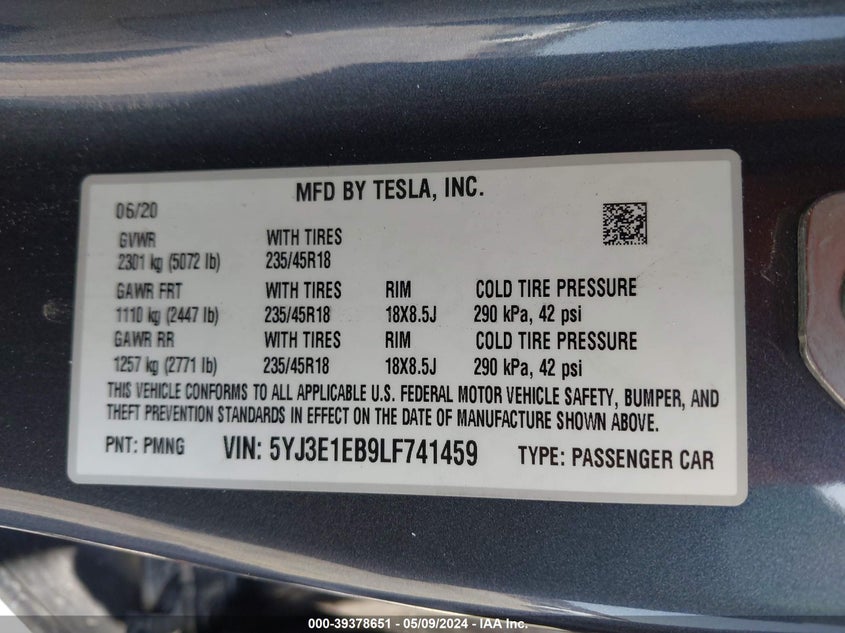 MFD BY TESLA, INC.
06/20
GVWR WITH TIRES
2301 kg (5072 lb) 235/45R18
GAWR FRT WITH TIRES RIM COLD TIRE PRESSURE
1110 kg (2447 lb) 235/45R18 18X8.5J 290 kPa, 42 psi
GAWR RR WITH TIRES RIM COLD TIRE PRESSURE
1257 kg (2771 lb) 235/45R18 18X8.5J 290 kPa, 42 psi
THIS VEHICLE CONFORMS TO ALL APPLICABLE U.S. FEDERAL MOTOR VEHICLE SAFETY, BUMPER, AND
THEFT PREVENTION STANDARDS IN EFFECT ON THE DATE OF MANUFACTURE SHOWN ABOVE.
PNT: PMNG VIN: 5YJ3E1EB9LF741459 TYPE: PASSENGER CAR
000-39378651 - 05/09/2024 - IAA Inc.